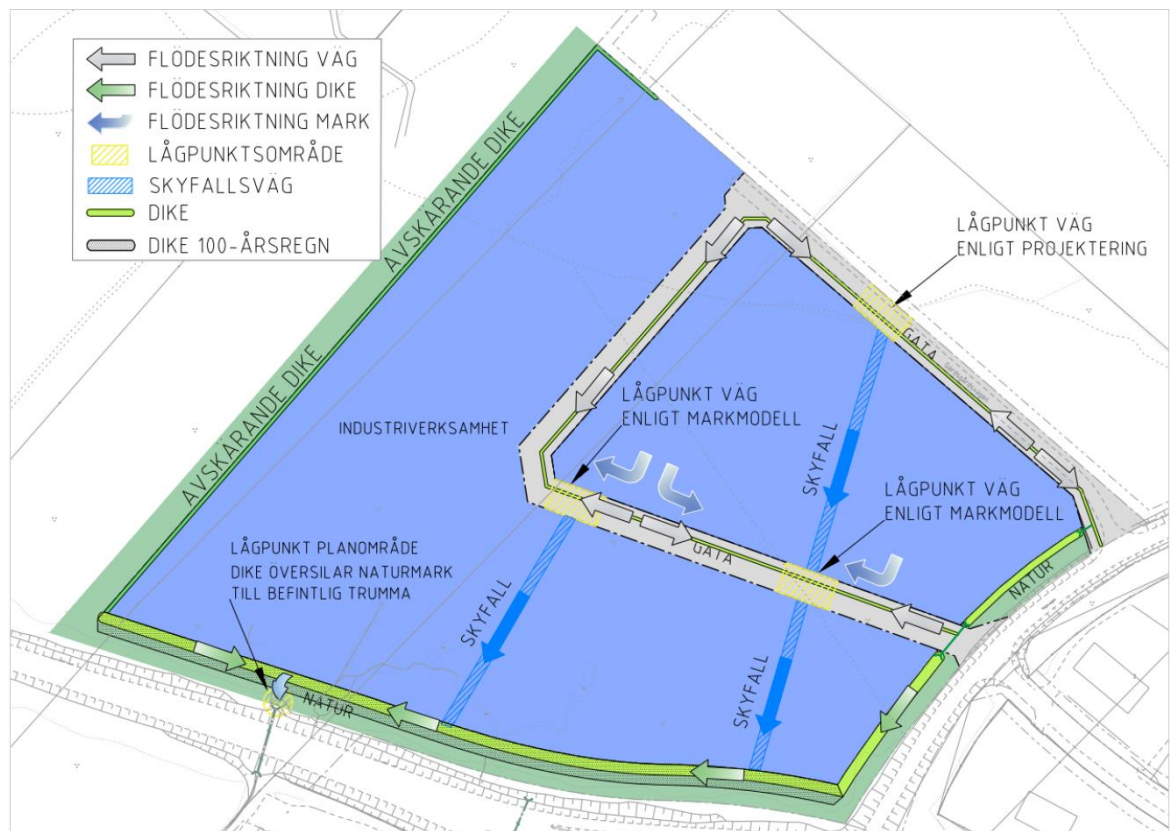 FLÖDESRIKTNING VÄG
FLÖDESRIKTNING DIKE
FLÖDESRIKTNING MARK
LÅGPUNKTSOMRÅDE
SKYFALLSVÄG
DIKE
DIKE 100-ÅRSREGN
AVSKÄRANDE DIKE
AVSKÄRANDE DIKE
LÅGPUNKT VÄG
ENLIGT PROJEKTERING
GATA
LÅGPUNKT VÄG
ENLIGT MARKMODELL
INDUSTRIVERKSAMHET
SKYFALL
LÅGPUNKT VÄG
ENLIGT MARKMODELL
GATA
LÅGPUNKT PLANOMRÅDE
DIKE ÖVERSILAR NATURMARK
TILL BEFINTLIG TRUMMA
SKYFALL
NATUR
SKYFALL
NATUR